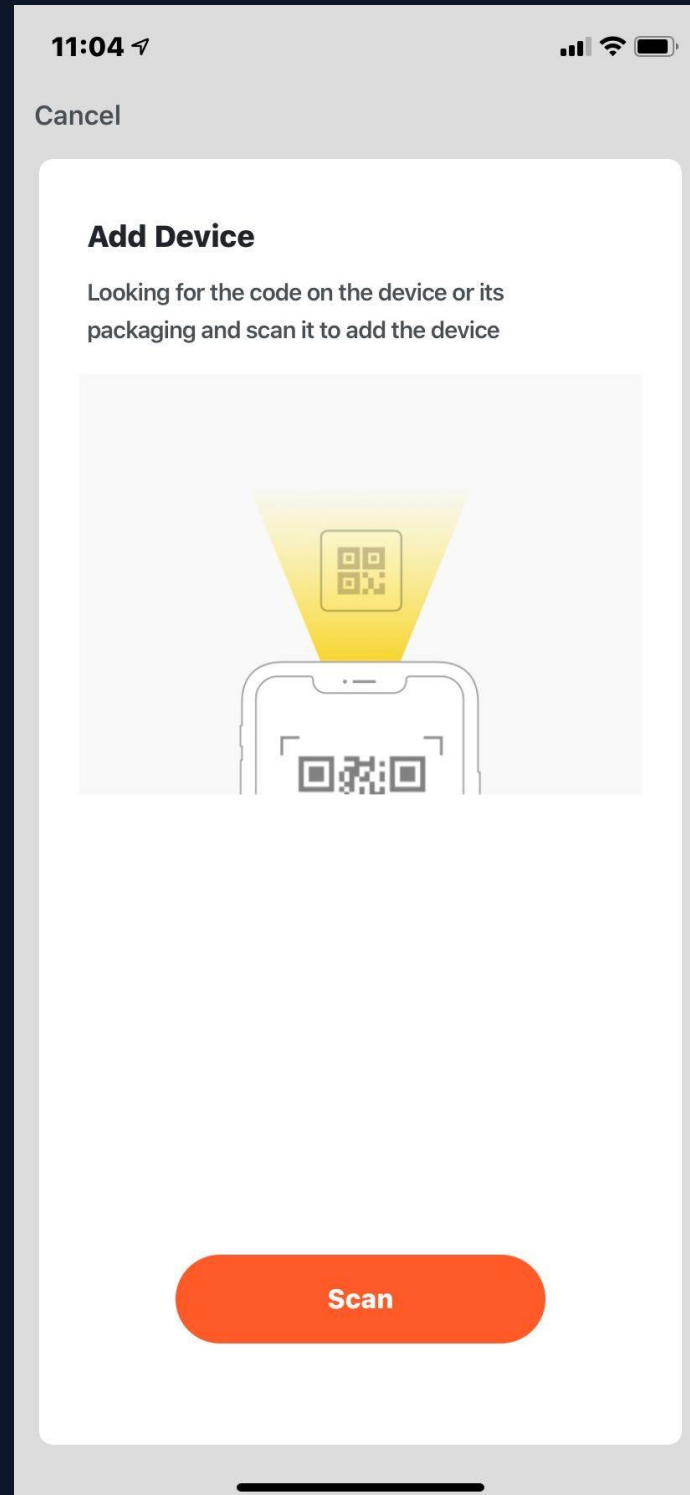 11:04
Cancel
Add Device
Looking for the code on the device or its
packaging and scan it to add the device
Scan